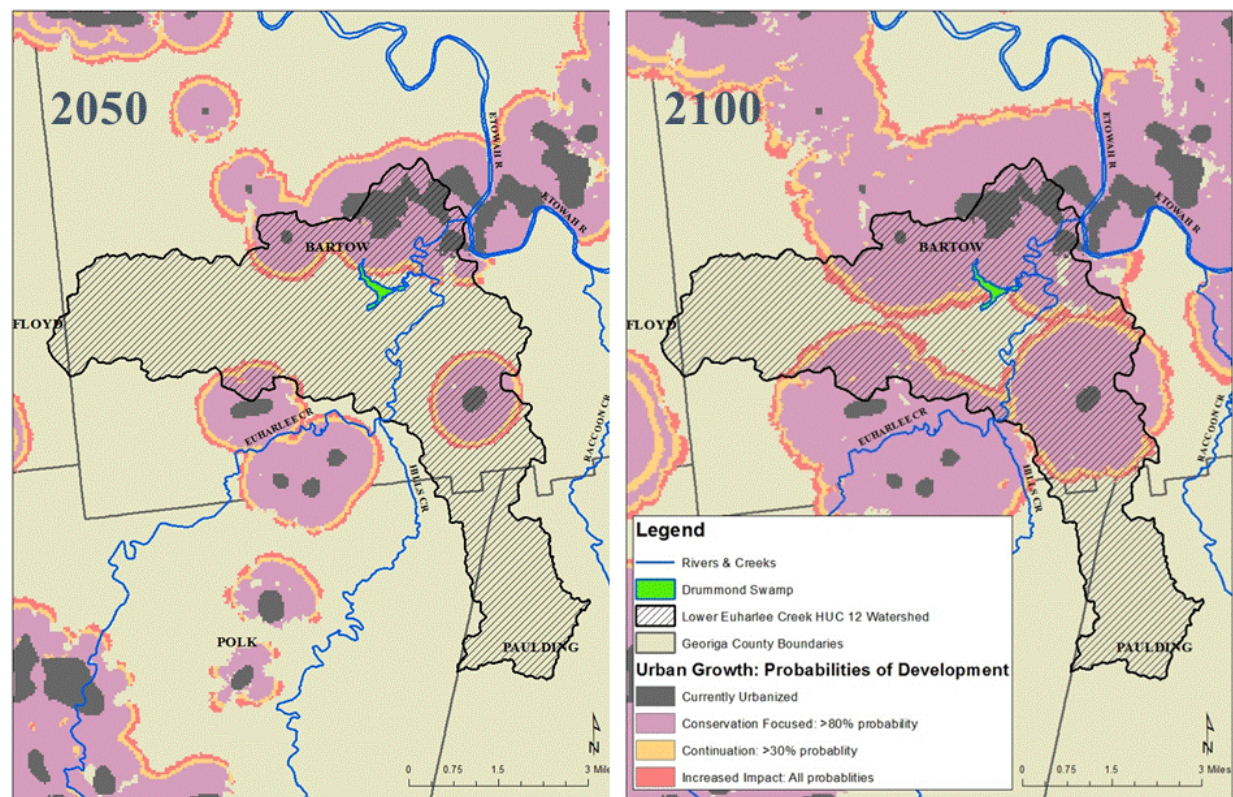 2050
ETOWAH R
ETOWAH R
BARTOW
FLOYD
EUHARLEE CR
HILLS CR
RACCOON CR
POLK
PAULDING
N
0 0.75 1.5 3 Miles
2100
ETOWAH R
ETOWAH R
BARTOW
FLOYD
EUHARLEE CR
HILLS CR
RACCOON CR
PAULDING
N
0 0.75 1.5 3 Miles
Legend
Rivers & Creeks
Drummond Swamp
Lower Euharlee Creek HUC 12 Watershed
Georiga County Boundaries
Urban Growth: Probabilities of Development
Currently Urbanized
Conservation Focused: >80% probability
Continuation: >30% probablity
Increased Impact: All probablities